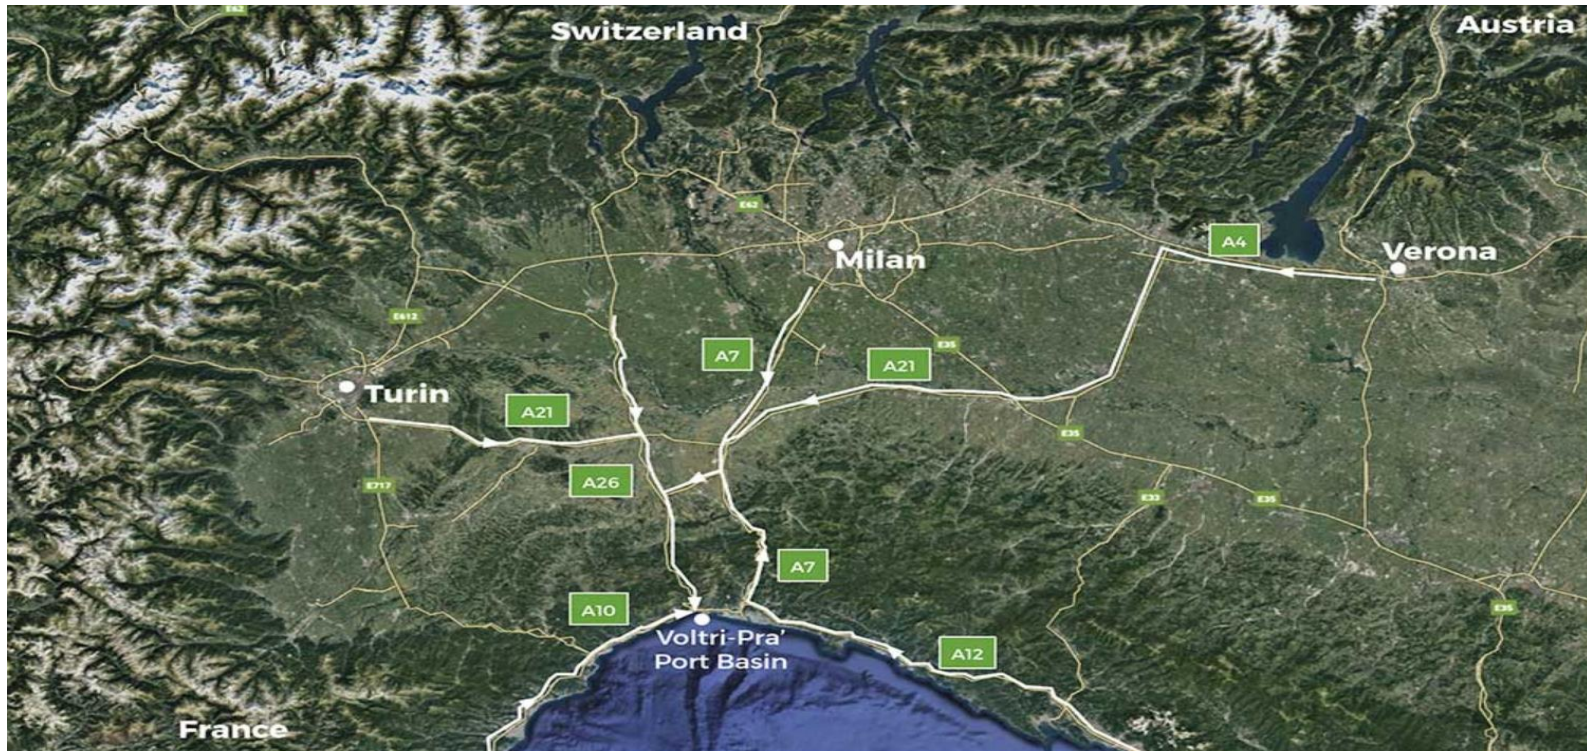 E62
Switzerland
Austria
E62
A4
Verona
Milan
E612
A7
E35
A21
Turin
A21
E35
A26
E717
E33
E35
A7
A10
E35
Voltri-Pra'
Port Basin
A12
France